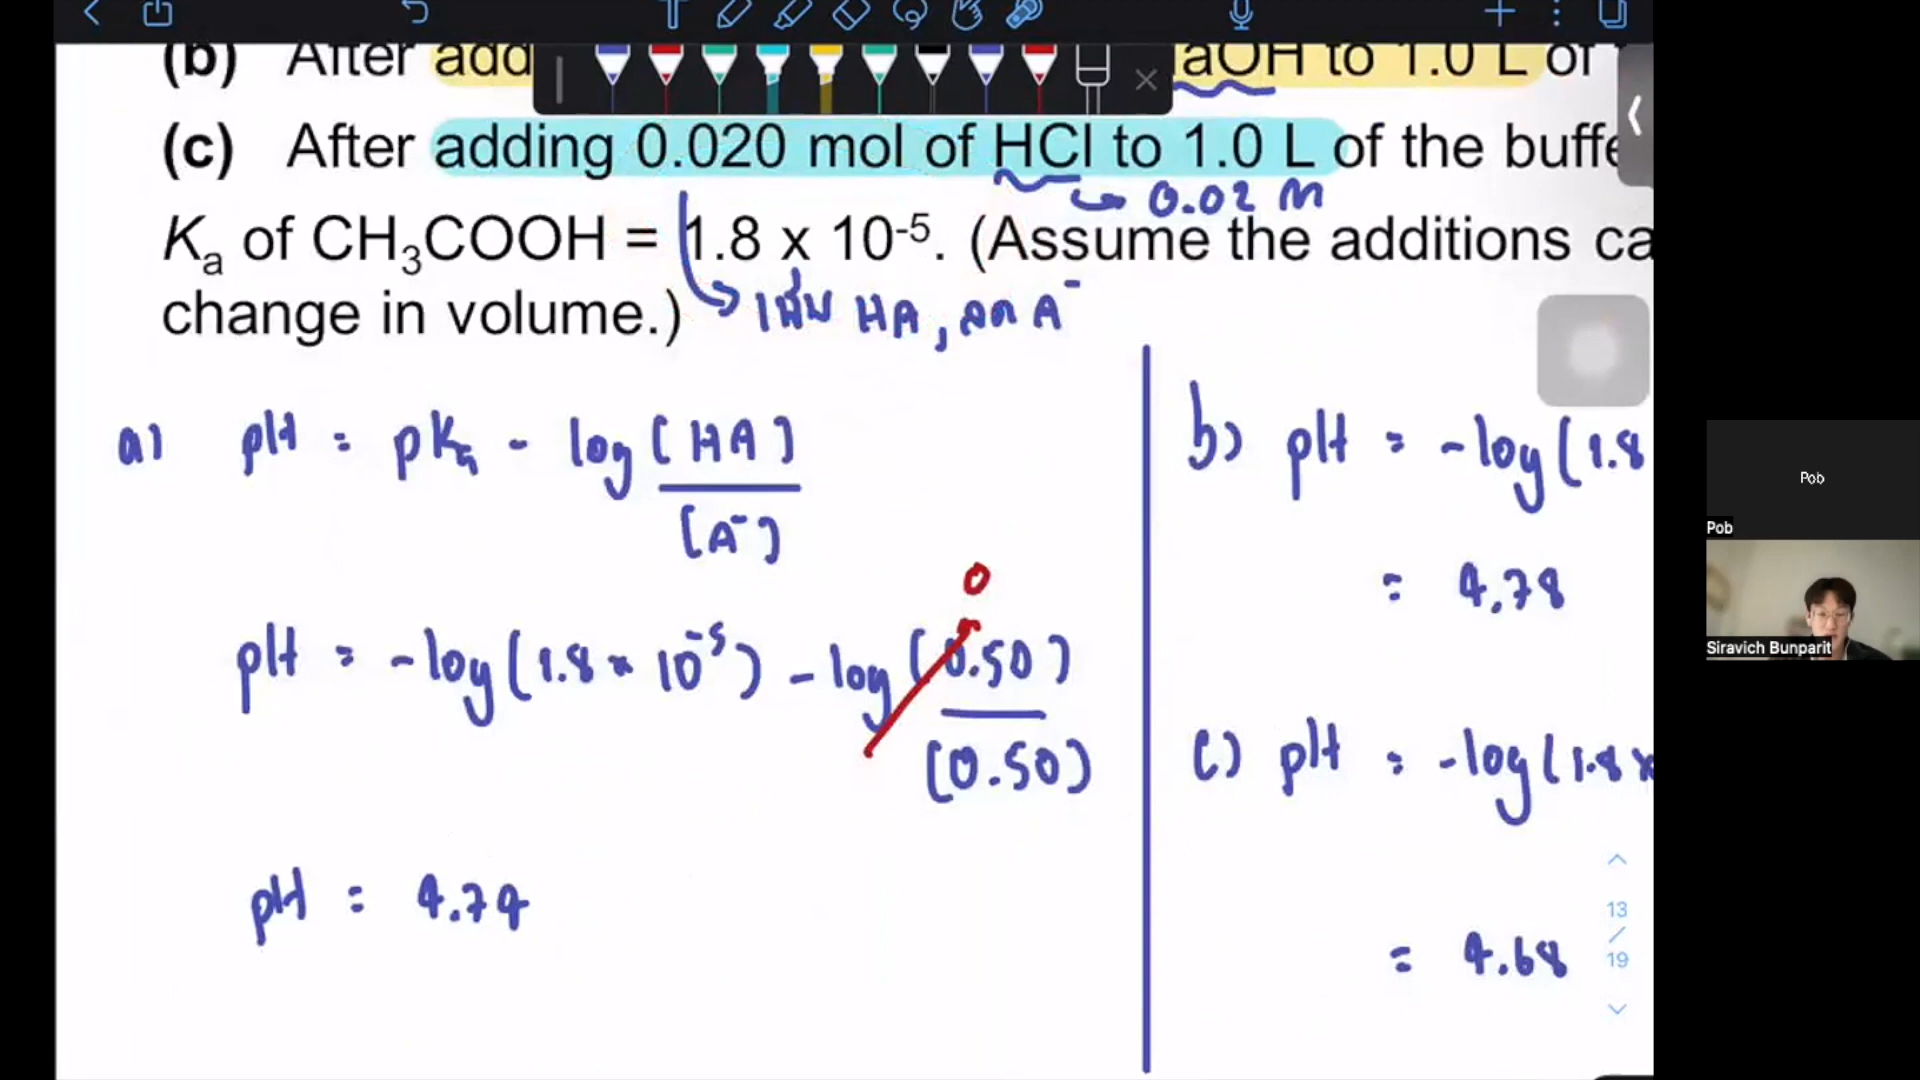 (b) After add aOH to 1.0 L of
(c) After adding 0.020 mol of HCl to 1.0 L of the buffe
↳ 0.02 M
Kₐ of CH₃COOH = 1.8 x 10⁻⁵. (Assume the additions ca
change in volume.) เพิ่ม HA, ลด A⁻
a) pH = pKₐ - log [HA]
[A⁻]
0
pH = -log(1.8 × 10⁻⁵) - log (0.50)
(0.50)
pH = 4.74
b) pH = -log(1.8
= 4.78
c) pH = -log(1.8 ×
= 4.68
13
/
19
Pob
Pob
Siravich Bunparit